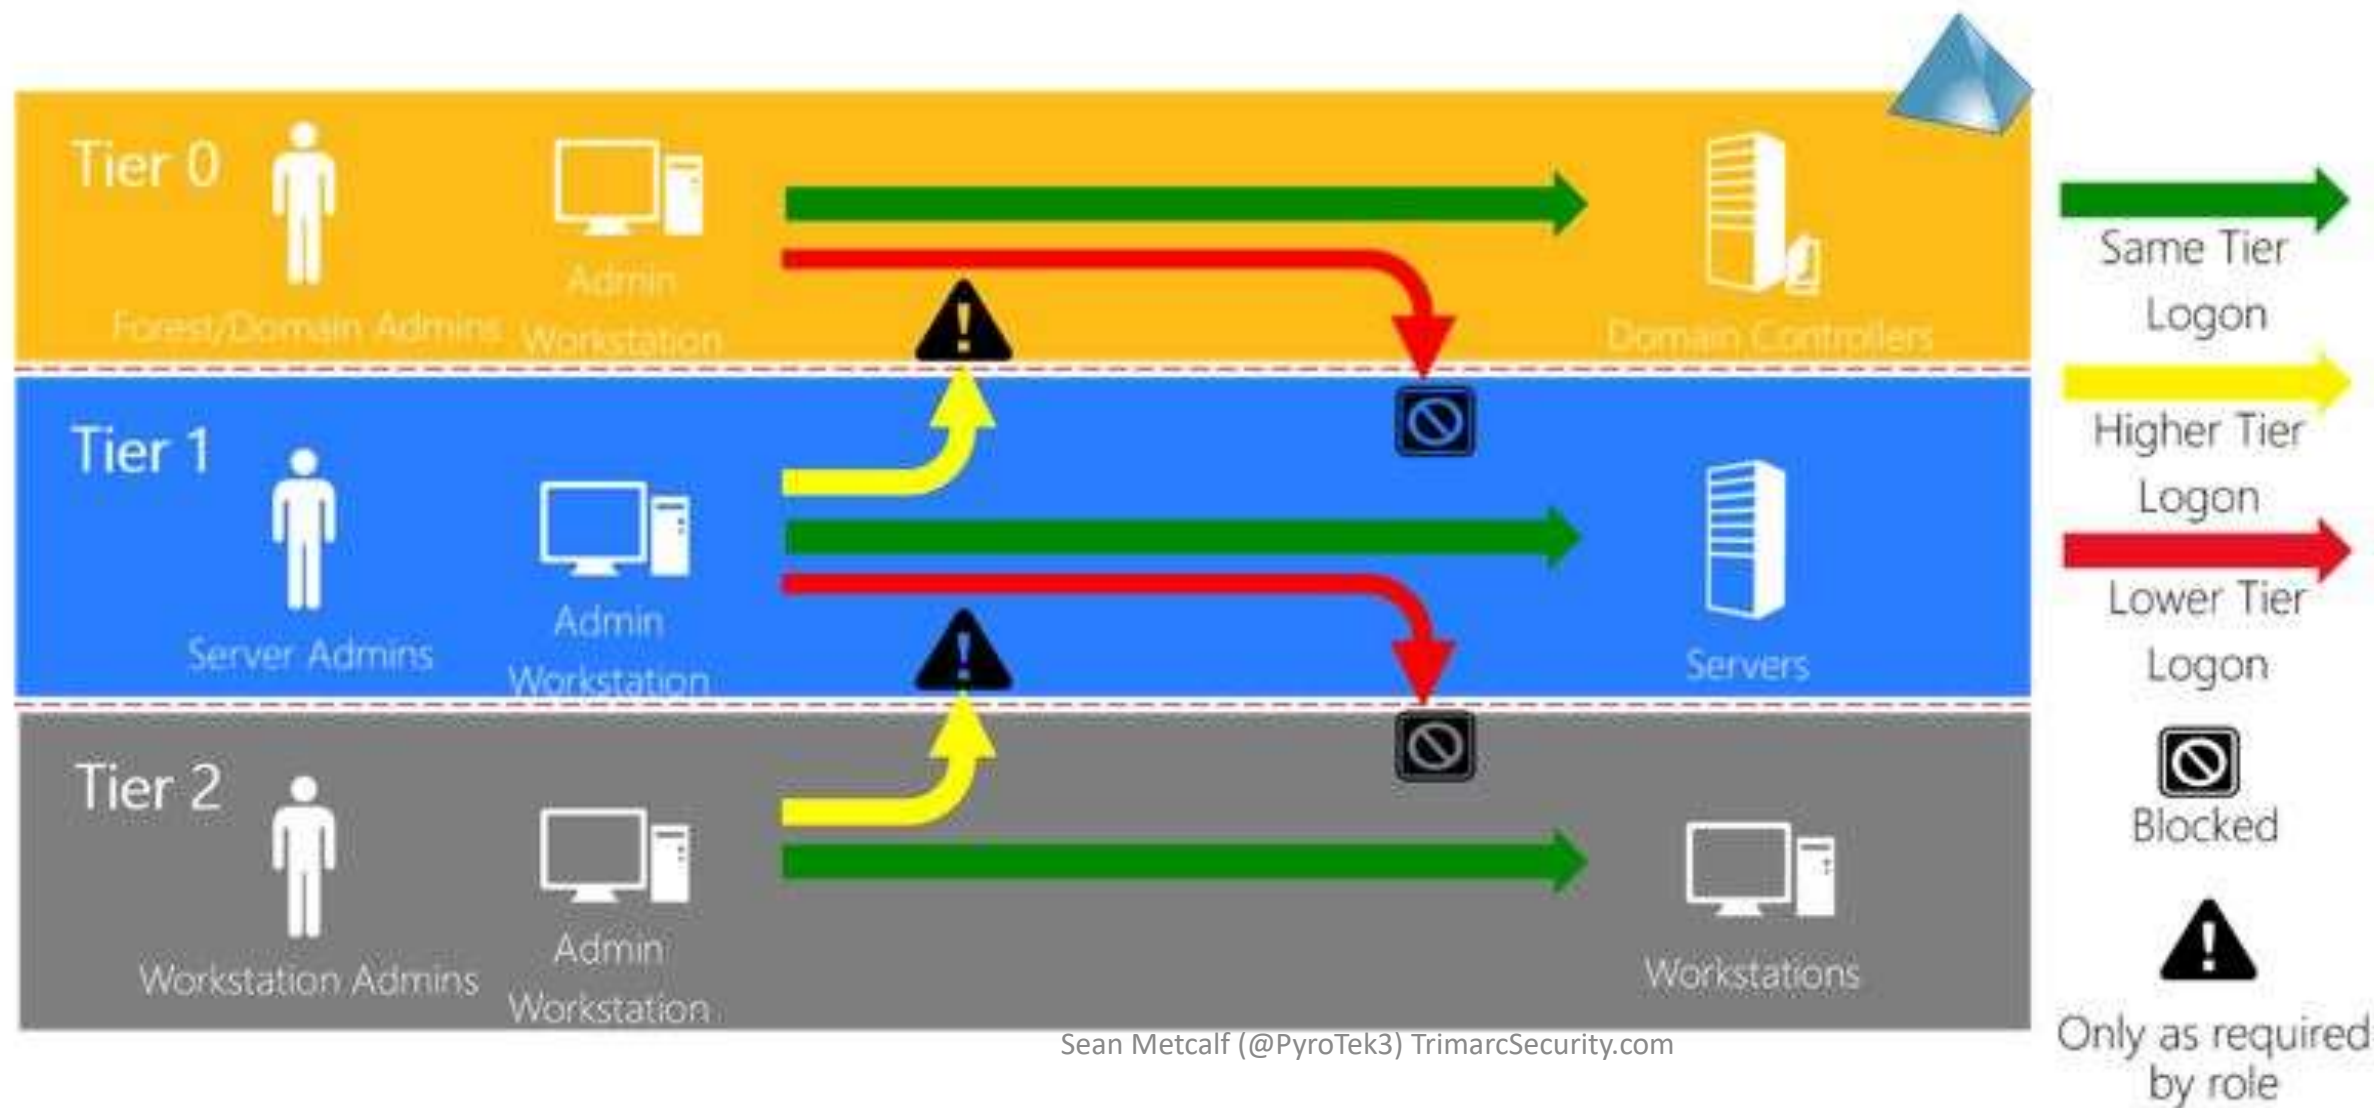 Tier 0
Admin
Forest/Domain Admins
Workstation
Domain Controllers
Tier 1
Admin
Server Admins
Workstation
Servers
Tier 2
Admin
Workstation Admins
Workstation
Workstations
Same Tier
Logon
Higher Tier
Logon
Lower Tier
Logon
Blocked
Only as required
by role
Sean Metcalf (@PyroTek3) TrimarcSecurity.com